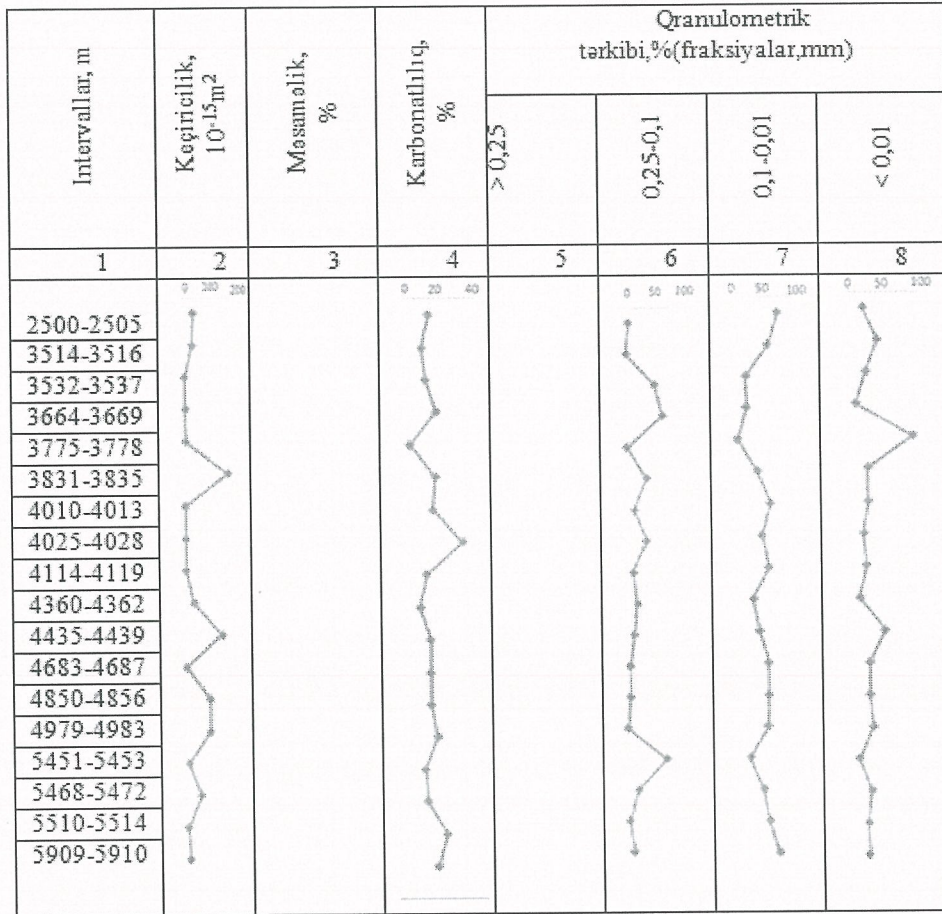 Intervallar, m
Keçiricilik,
10-15m2
Məsaməlik,
%
Karbonatlılıq,
%
Qranulometrik
tərkibi,%(fraksiyalar,mm)
> 0,25
0,25-0,1
0,1-0,01
< 0,01
1 2 3 4 5 6 7 8
0 100 200
0 20 40
0 50 100
0 50 100
0 50 100
2500-2505
3514-3516
3532-3537
3664-3669
3775-3778
3831-3835
4010-4013
4025-4028
4114-4119
4360-4362
4435-4439
4683-4687
4850-4856
4979-4983
5451-5453
5468-5472
5510-5514
5909-5910